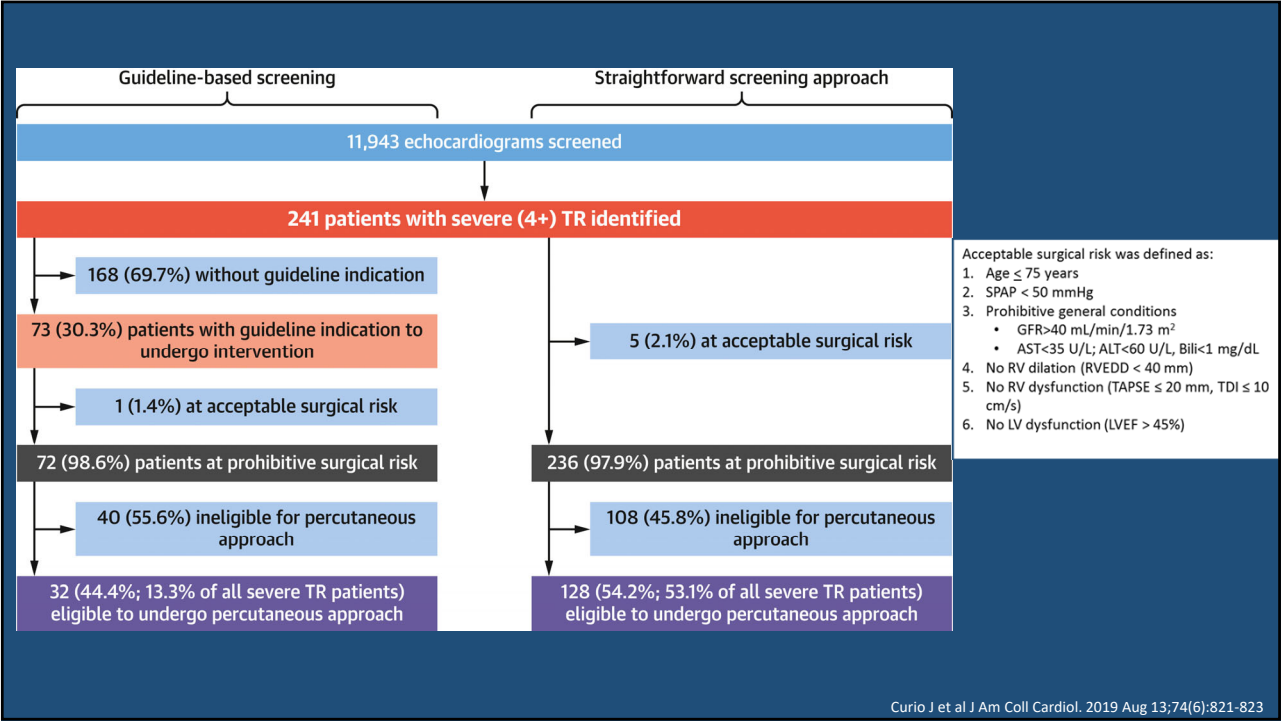 Guideline-based screening
Straightforward screening approach
11,943 echocardiograms screened
241 patients with severe (4+) TR identified
168 (69.7%) without guideline indication
73 (30.3%) patients with guideline indication to
undergo intervention
1 (1.4%) at acceptable surgical risk
72 (98.6%) patients at prohibitive surgical risk
40 (55.6%) ineligible for percutaneous
approach
32 (44.4%; 13.3% of all severe TR patients)
eligible to undergo percutaneous approach
5 (2.1%) at acceptable surgical risk
236 (97.9%) patients at prohibitive surgical risk
108 (45.8%) ineligible for percutaneous
approach
128 (54.2%; 53.1% of all severe TR patients)
eligible to undergo percutaneous approach
Acceptable surgical risk was defined as:
1. Age ≤ 75 years
2. SPAP < 50 mmHg
3. Prohibitive general conditions
• GFR>40 mL/min/1.73 m²
• AST<35 U/L; ALT<60 U/L, Bili<1 mg/dL
4. No RV dilation (RVEDD < 40 mm)
5. No RV dysfunction (TAPSE ≤ 20 mm, TDI ≤ 10
cm/s)
6. No LV dysfunction (LVEF > 45%)
Curio J et al J Am Coll Cardiol. 2019 Aug 13;74(6):821-823